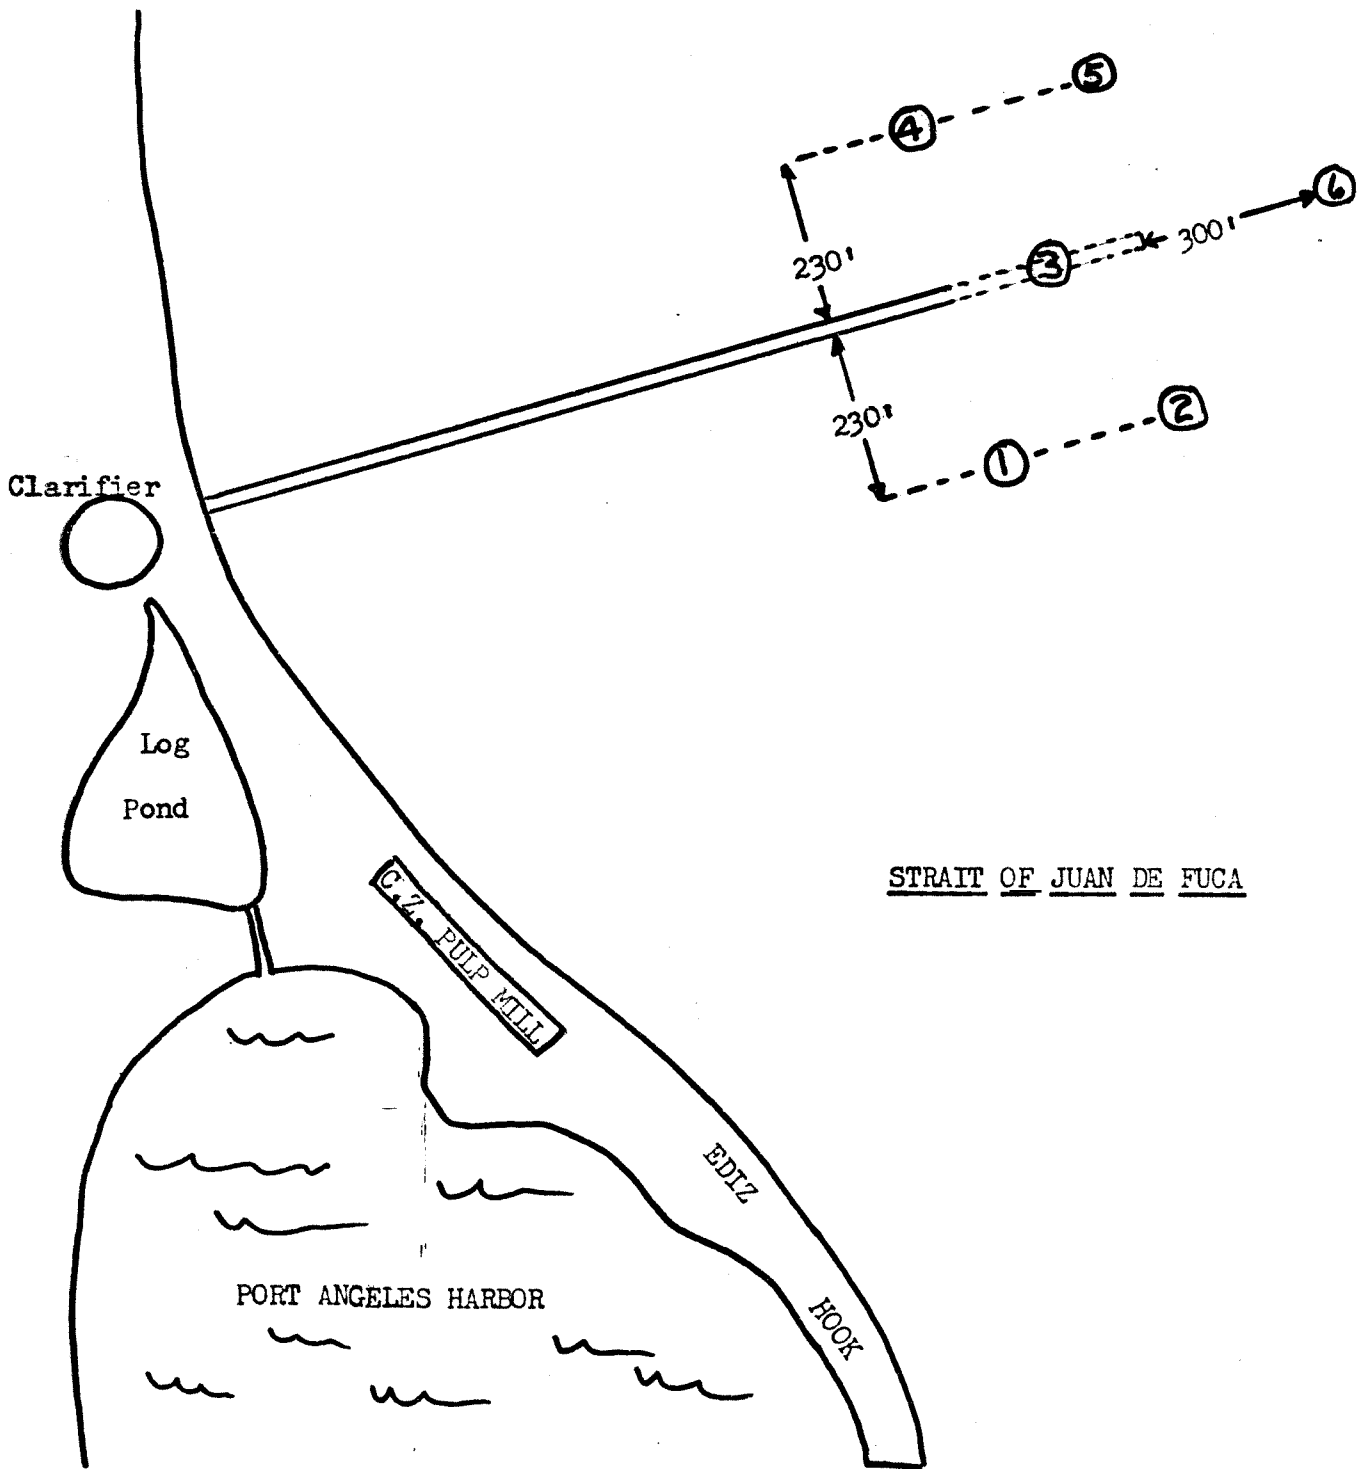 5
4
6
230'
3
300'
230'
2
1
Clarifier
Log
Pond
C.Z. PULP MILL
STRAIT OF JUAN DE FUCA
EDIZ
HOOK
PORT ANGELES HARBOR